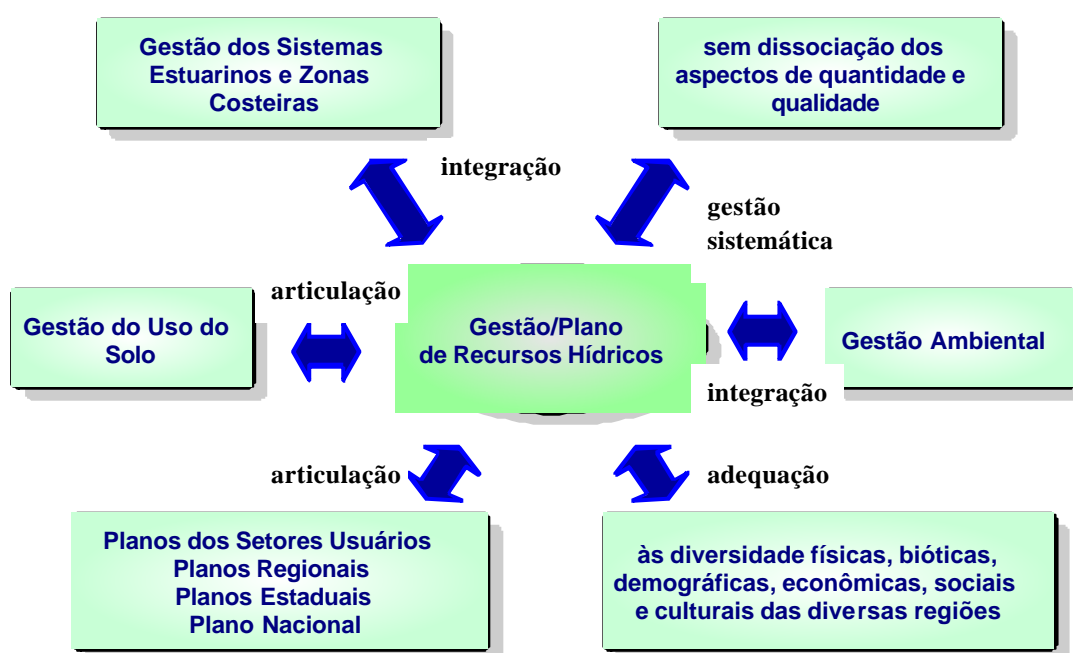 Gestão dos Sistemas
Estuarinos e Zonas
Costeiras
sem dissociação dos
aspectos de quantidade e
qualidade
integração
gestão
sistemática
articulação
Gestão do Uso do
Solo
Gestão/Plano
de Recursos Hídricos
Gestão Ambiental
integração
articulação
adequação
Planos dos Setores Usuários
Planos Regionais
Planos Estaduais
Plano Nacional
às diversidade físicas, bióticas,
demográficas, econômicas, sociais
e culturais das diversas regiões